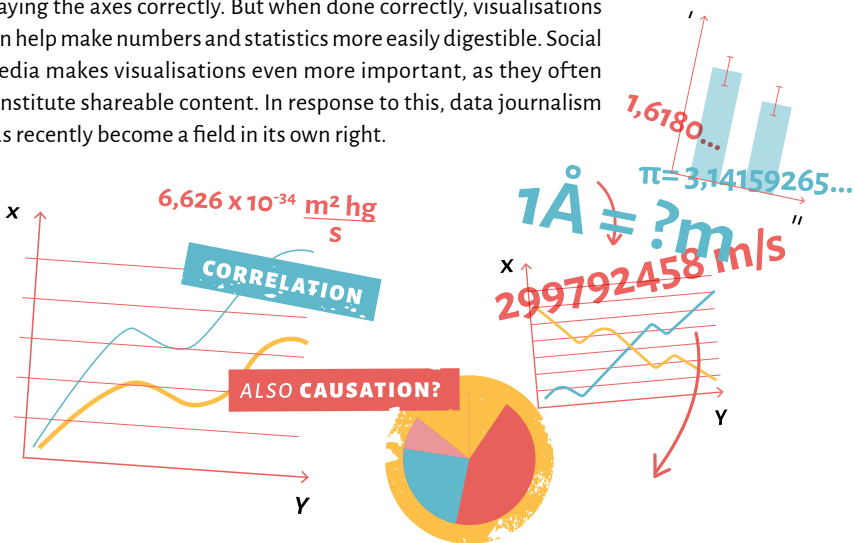 aying the axes correctly. But when done correctly, visualisations
n help make numbers and statistics more easily digestible. Social
edia makes visualisations even more important, as they often
nstitute shareable content. In response to this, data journalism
as recently become a field in its own right.
I
1,6180...
π= 3,14159265...
II
6,626 x 10⁻³⁴ m² hg
s
1Å = ?m
X
CORRELATION
X
299792458 m/s
ALSO CAUSATION?
Y
Y